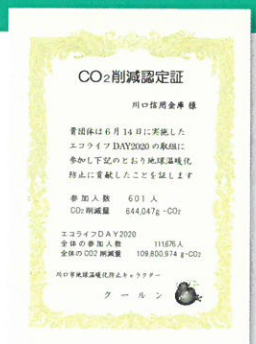 CO₂削減認定証
川口信用金庫 様
貴団体は6月14日に実施した
エコライフDAY2020の取組に
参加し下記のとおり地球温暖化
防止に貢献したことを証します
参加人数 601人
CO₂削減量 644,047g-CO₂
エコライフDAY2020
全体の参加人数 111,676人
全体のCO2削減量 109,800,974g-CO₂
川口市地球温暖化防止キャラクター
クールン